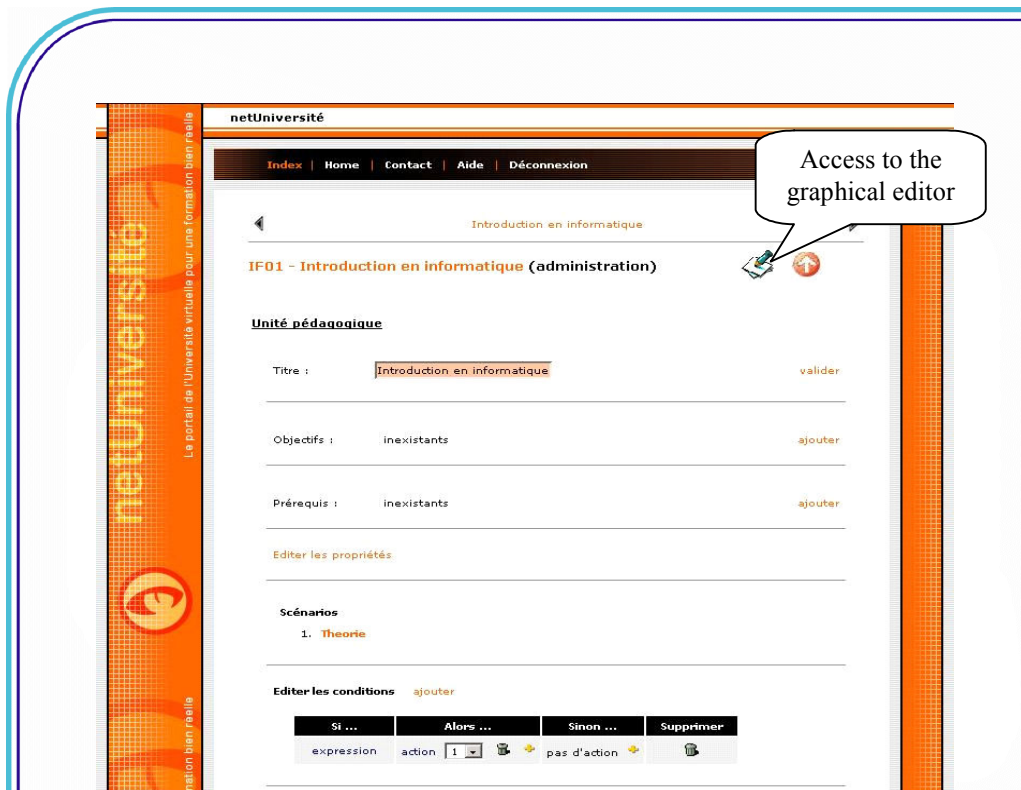 netUniversité
Index | Home | Contact | Aide | Déconnexion
Access to the
graphical editor
Introduction en informatique
IF01 - Introduction en informatique (administration)
Unité pédagogique
Titre : Introduction en informatique valider
Objectifs : inexistants ajouter
Prérequis : inexistants ajouter
Editer les propriétés
Scénarios
1. Theorie
Editer les conditions ajouter
Si ... Alors ... Sinon ... Supprimer
expression action 1 pas d'action
netUniversité
Le portail de l'Université virtuelle pour une formation bien réelle
mation bien réelle